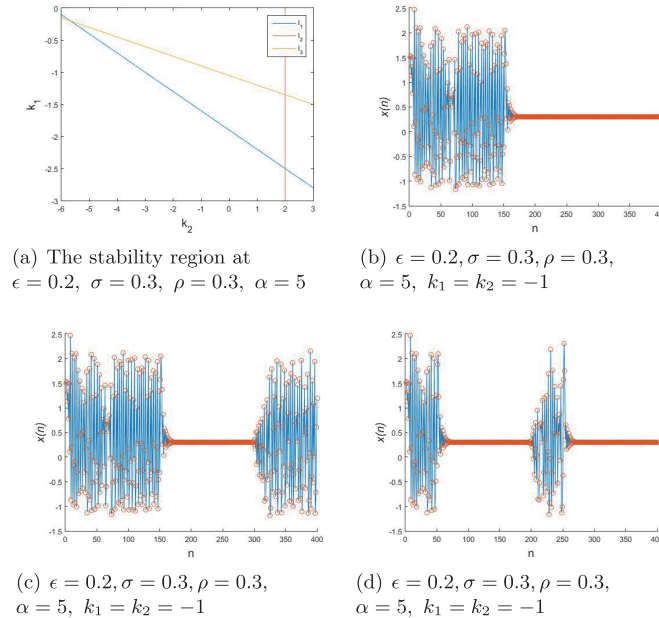 0
-0.5
-1
-1.5
-2
-2.5
-3
k₁
-6 -5 -4 -3 -2 -1 0 1 2 3
k₂
l₁
l₂
l₃
(a) The stability region at
ϵ = 0.2, σ = 0.3, ρ = 0.3, α = 5
2.5
2
1.5
1
0.5
0
-0.5
-1
-1.5
x(n)
0 50 100 150 200 250 300 350 400
n
(b) ϵ = 0.2, σ = 0.3, ρ = 0.3,
α = 5, k₁ = k₂ = −1
2.5
2
1.5
1
0.5
0
-0.5
-1
-1.5
x(n)
0 50 100 150 200 250 300 350 400
n
(c) ϵ = 0.2, σ = 0.3, ρ = 0.3,
α = 5, k₁ = k₂ = −1
2.5
2
1.5
1
0.5
0
-0.5
-1
-1.5
x(n)
0 50 100 150 200 250 300 350 400
n
(d) ϵ = 0.2, σ = 0.3, ρ = 0.3,
α = 5, k₁ = k₂ = −1